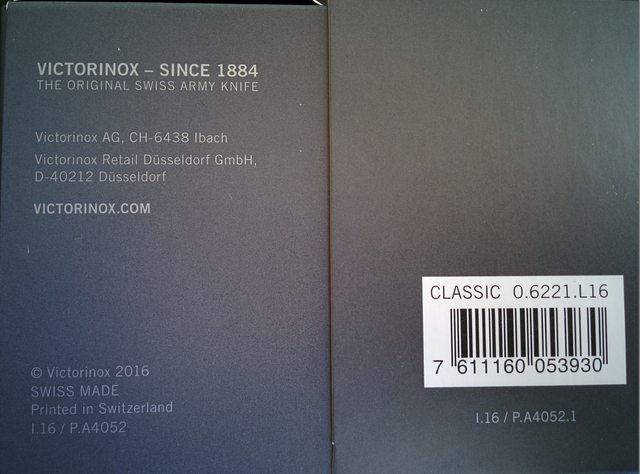 VICTORINOX – SINCE 1884
THE ORIGINAL SWISS ARMY KNIFE
Victorinox AG, CH-6438 Ibach
Victorinox Retail Düsseldorf GmbH,
D-40212 Düsseldorf
VICTORINOX.COM
© Victorinox 2016
SWISS MADE
Printed in Switzerland
I.16 / P.A4052
CLASSIC 0.6221.L16
7 611160 053930
I.16 / P.A4052.1